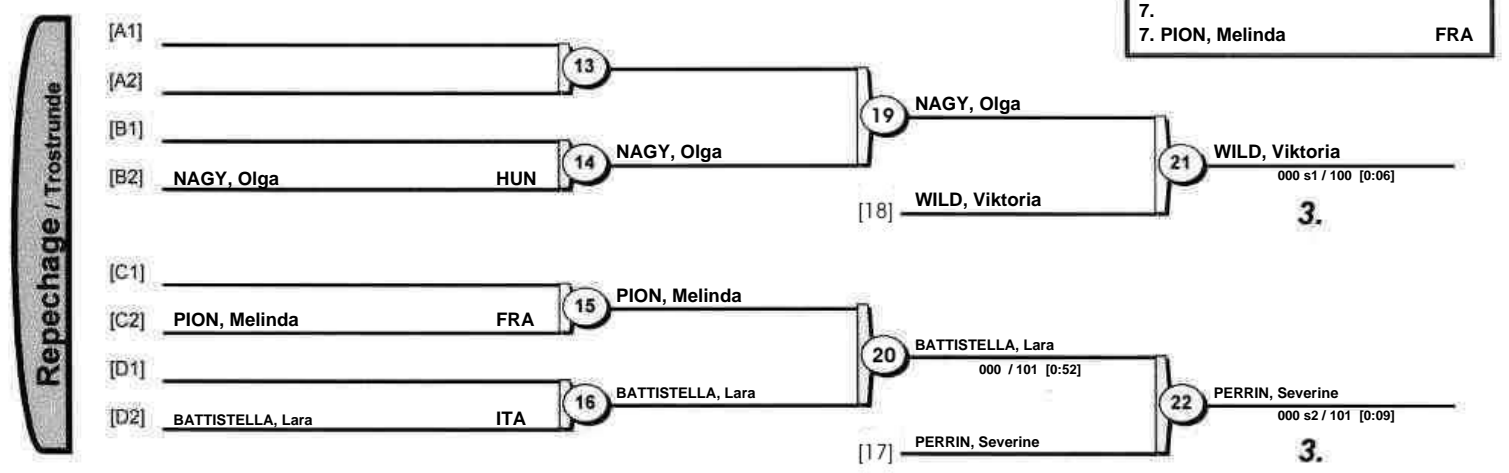 7.
7. PION, Melinda FRA
Repechage / Trostrunde
[A1]
13
[A2]
19
NAGY, Olga
[B1]
14
NAGY, Olga
21
WILD, Viktoria
000 s1 / 100 [0:06]
[B2] NAGY, Olga HUN
[18] WILD, Viktoria
3.
[C1]
15
PION, Melinda
[C2] PION, Melinda FRA
20
BATTISTELLA, Lara
000 / 101 [0:52]
[D1]
16
BATTISTELLA, Lara
22
PERRIN, Severine
000 s2 / 101 [0:09]
[D2] BATTISTELLA, Lara ITA
[17] PERRIN, Severine
3.